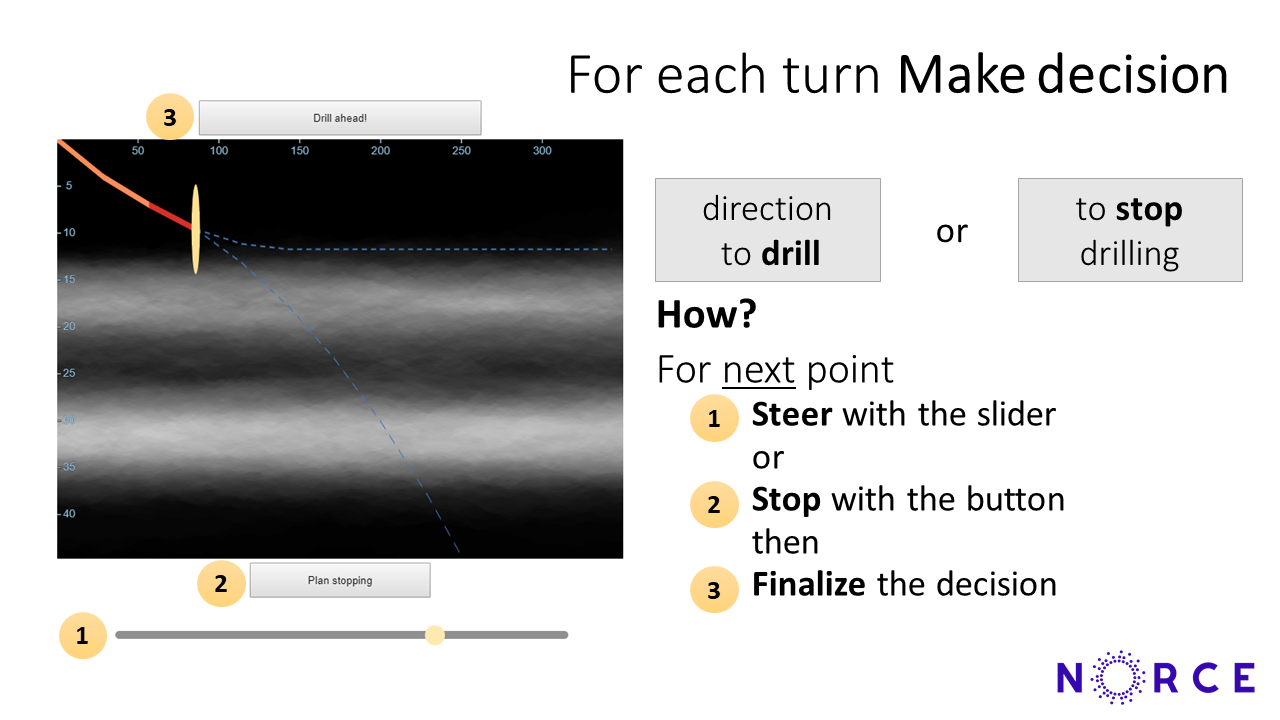 For each turn Make decision
3
Drill ahead!
50 100 150 200 250 300
5
10
15
20
25
30
35
40
2
Plan stopping
1
direction
to drill
or
to stop
drilling
How?
For next point
1 Steer with the slider
or
2 Stop with the button
then
3 Finalize the decision
NORCE